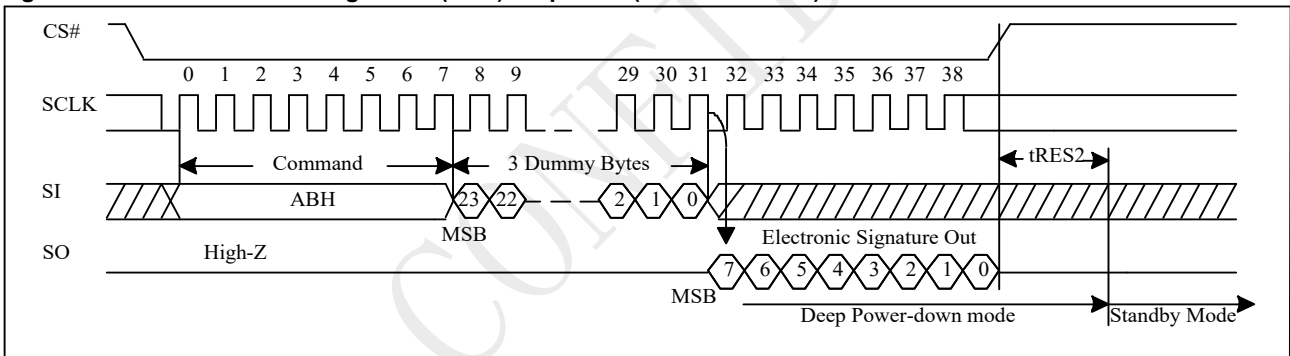 CS#
0 1 2 3 4 5 6 7 8 9 29 30 31 32 33 34 35 36 37 38
SCLK
Command 3 Dummy Bytes tRES2
SI ABH 23 22 2 1 0
MSB
SO High-Z Electronic Signature Out
7 6 5 4 3 2 1 0
MSB
Deep Power-down mode Standby Mode